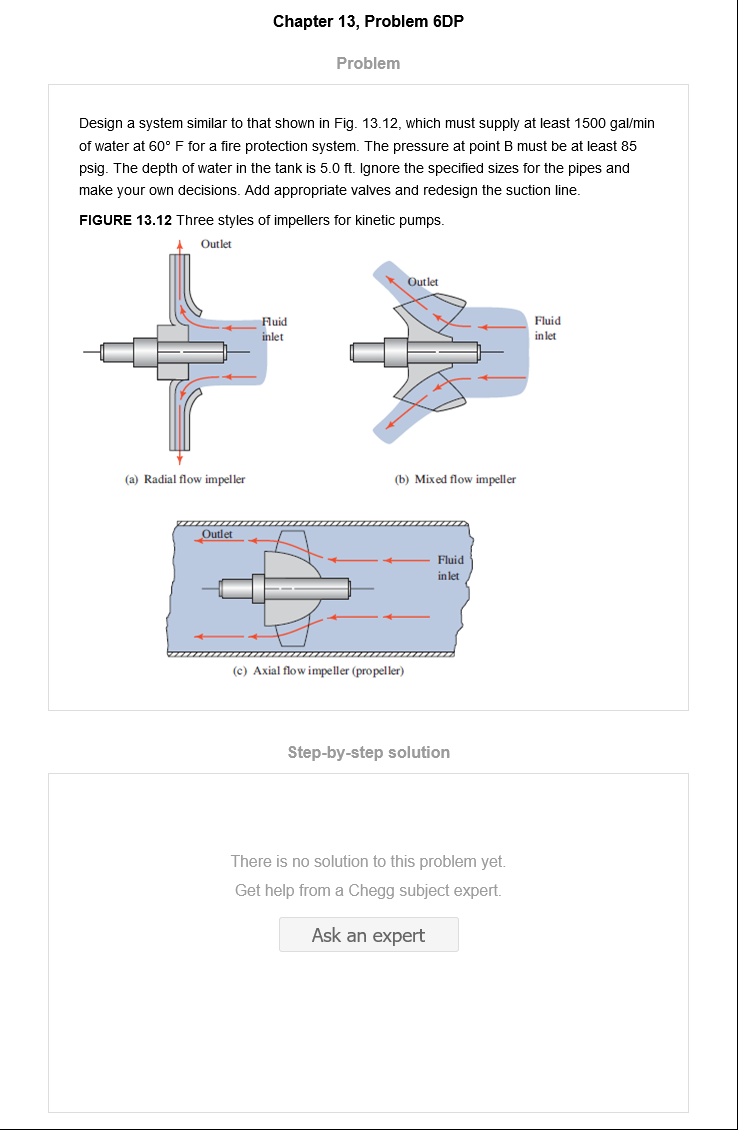 Chapter 13, Problem 6DP
Problem
Design a system similar to that shown in Fig. 13.12, which must supply at least 1500 gal/min
of water at 60° F for a fire protection system. The pressure at point B must be at least 85
psig. The depth of water in the tank is 5.0 ft. Ignore the specified sizes for the pipes and
make your own decisions. Add appropriate valves and redesign the suction line.
FIGURE 13.12 Three styles of impellers for kinetic pumps.
Outlet
Fluid
inlet
(a) Radial flow impeller
Outlet
Fluid
inlet
(b) Mixed flow impeller
Outlet
Fluid
inlet
(c) Axial flow impeller (propeller)
Step-by-step solution
There is no solution to this problem yet.
Get help from a Chegg subject expert.
Ask an expert